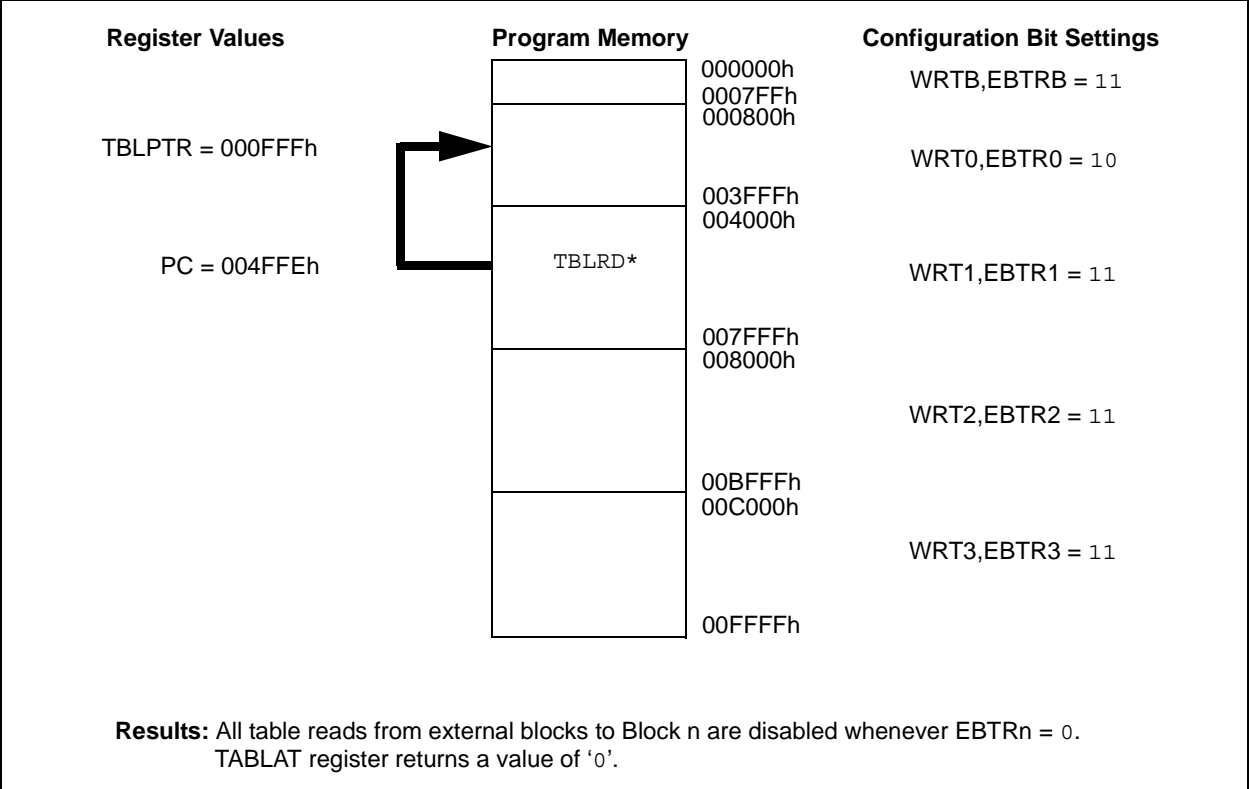 Register Values
Program Memory
Configuration Bit Settings
000000h
WRTB,EBTRB = 11
0007FFh
000800h
TBLPTR = 000FFFh
WRT0,EBTR0 = 10
003FFFh
004000h
PC = 004FFEh
TBLRD*
WRT1,EBTR1 = 11
007FFFh
008000h
WRT2,EBTR2 = 11
00BFFFh
00C000h
WRT3,EBTR3 = 11
00FFFFh
Results: All table reads from external blocks to Block n are disabled whenever EBTRn = 0.
TABLAT register returns a value of ‘0’.